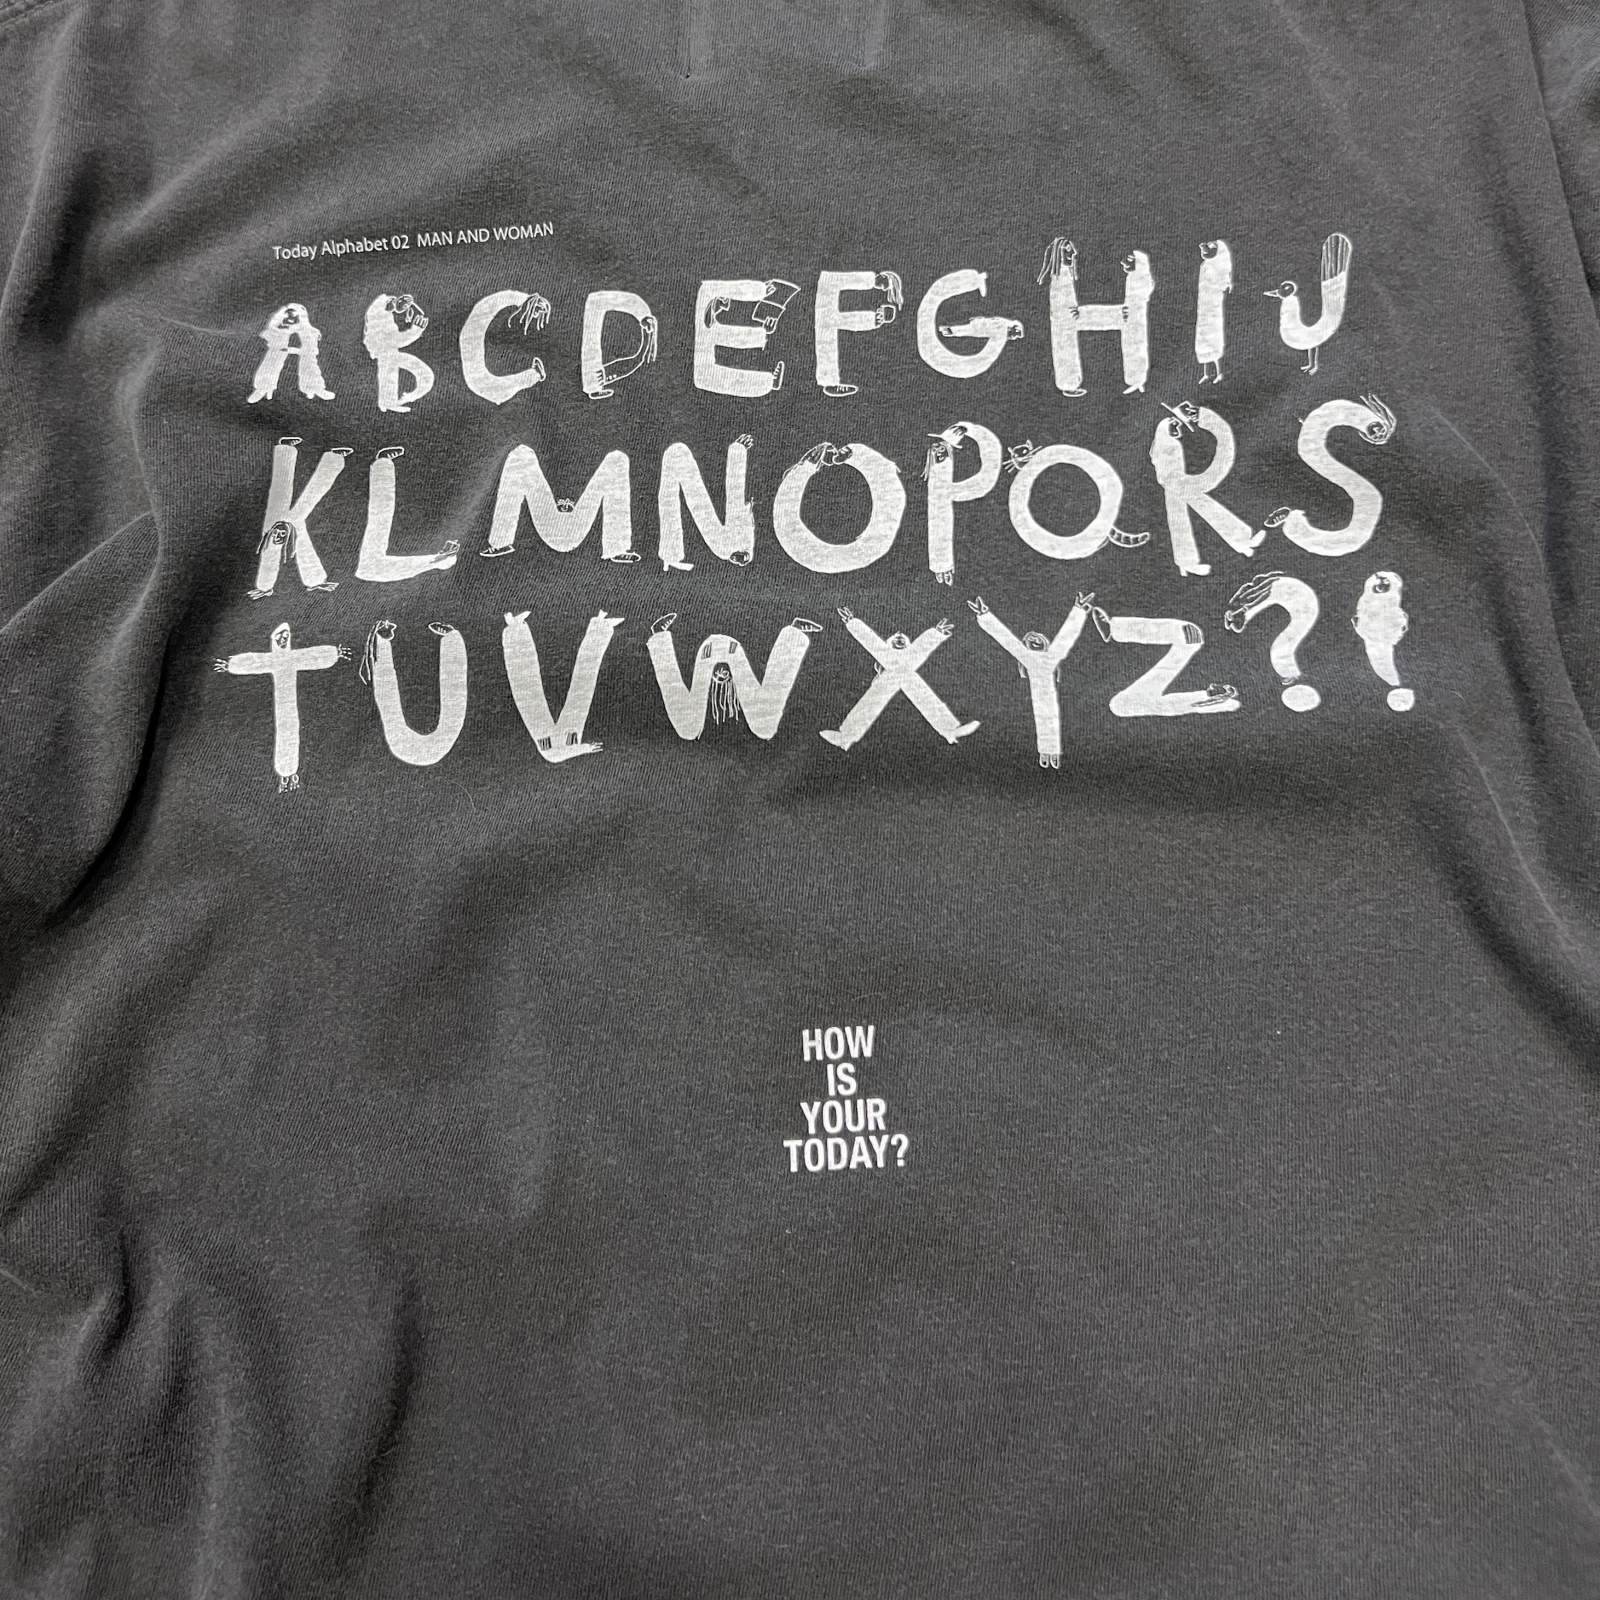 Today Alphabet 02 MAN AND WOMAN
ABCDEFGHIJ
KLMNOPQRS
TUVWXYZ?!
HOW
IS
YOUR
TODAY?